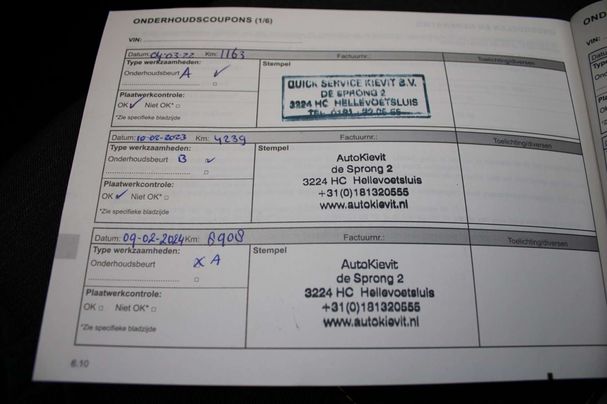 ONDERHOUDSCOUPONS (1/6)
VIN:
Datum: 04-03-22 Km: 1163 Factuurnr.: Toelichting/diversen
Type werkzaamheden: Stempel
Onderhoudsbeurt A ✓
QUICK SERVICE KIEVIT B.V.
DE SPRONG 2
3224 HC HELLEVOETSLUIS
Plaatwerkcontrole:
OK ✓ Niet OK* □
*Zie specifieke bladzijde
Datum: 10-02-2023 Km: 4239 Factuurnr.: Toelichting/diversen
Type werkzaamheden: Stempel
Onderhoudsbeurt B ✓
AutoKievit
de Sprong 2
3224 HC Hellevoetsluis
+31(0)181320555
www.autokievit.nl
Plaatwerkcontrole:
OK ✓ Niet OK* □
*Zie specifieke bladzijde
Datum: 09-02-2024 Km: 8908 Factuurnr.: Toelichting/diversen
Type werkzaamheden: Stempel
Onderhoudsbeurt x A
AutoKievit
de Sprong 2
3224 HC Hellevoetsluis
+31(0)181320555
www.autokievit.nl
Plaatwerkcontrole:
OK □ Niet OK* □
*Zie specifieke bladzijde
6.10